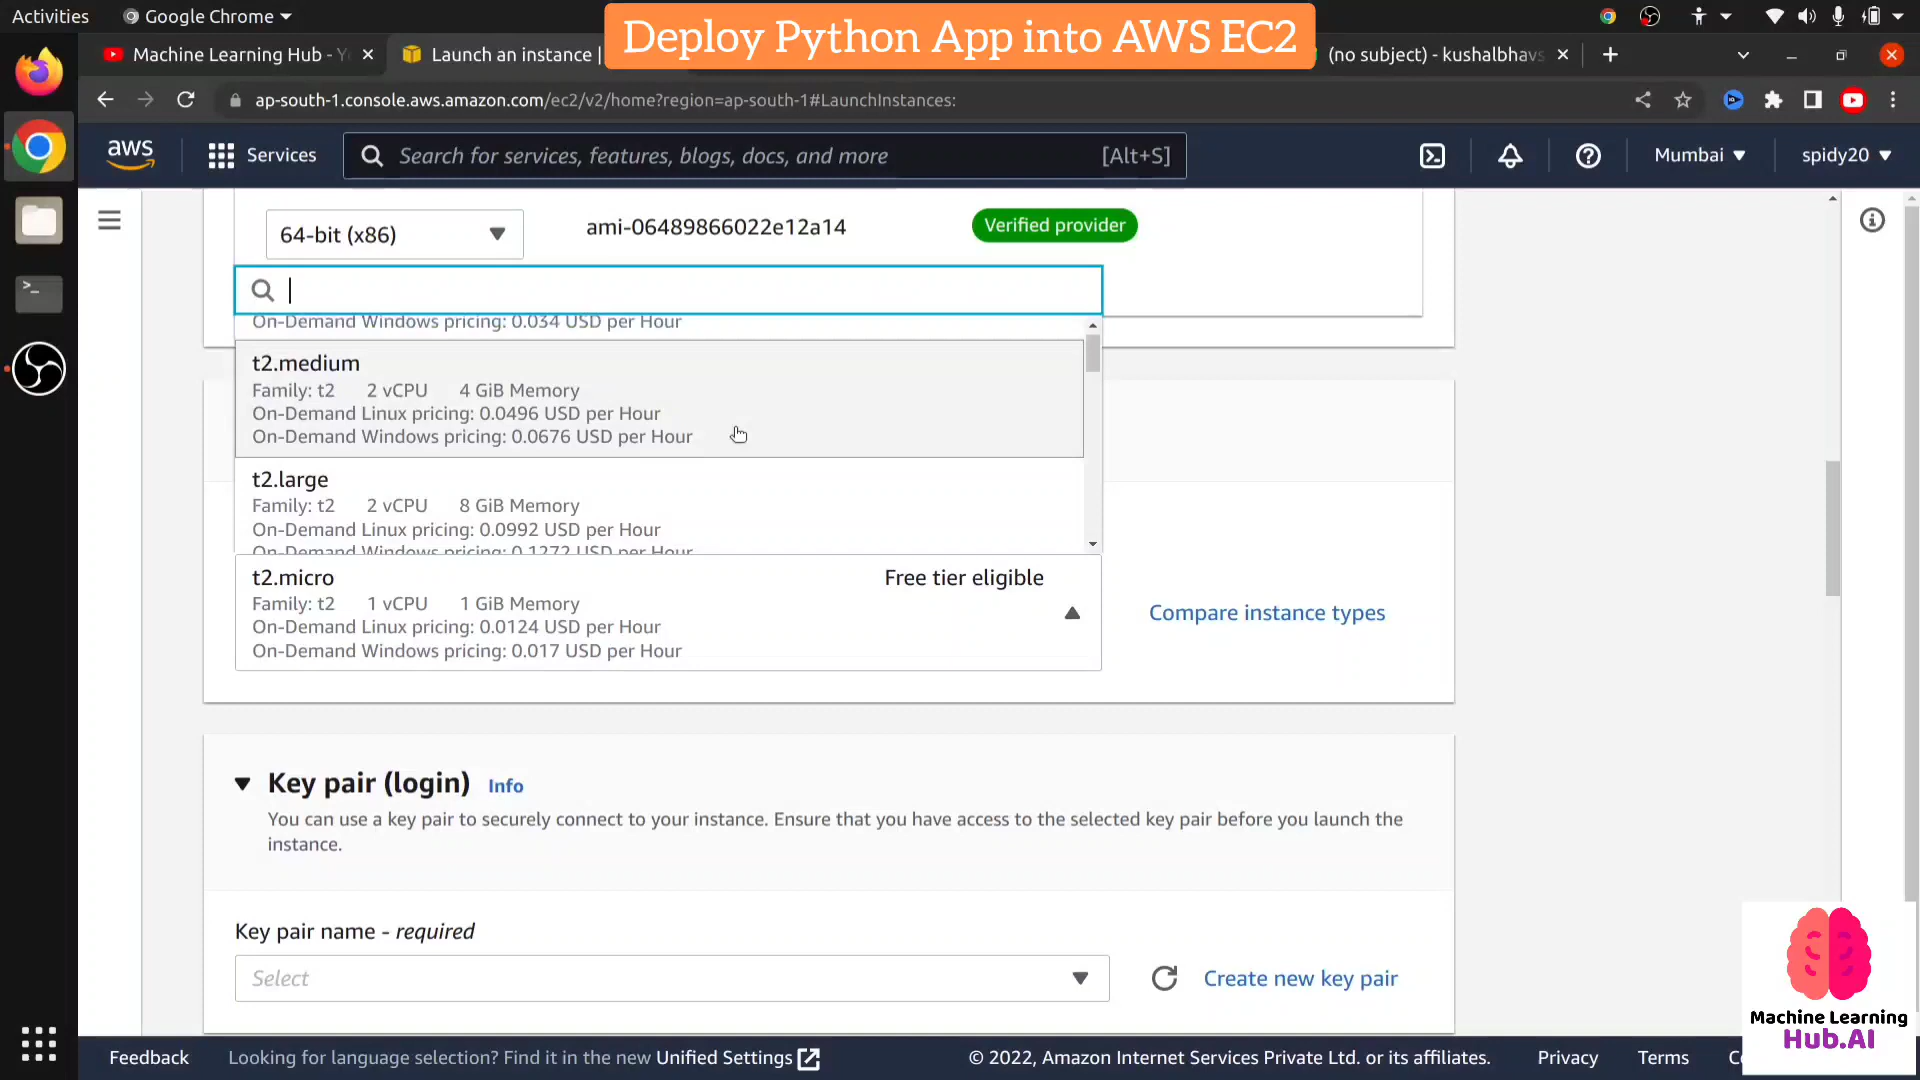 Activities
Google Chrome
Deploy Python App into AWS EC2
Machine Learning Hub - Y
Launch an instance |
(no subject) - kushalbhavs
ap-south-1.console.aws.amazon.com/ec2/v2/home?region=ap-south-1#LaunchInstances:
aws
Services
Search for services, features, blogs, docs, and more
[Alt+S]
Mumbai
spidy20
64-bit (x86)
ami-06489866022e12a14
Verified provider
On-Demand Windows pricing: 0.034 USD per Hour
t2.medium
Family: t2 2 vCPU 4 GiB Memory
On-Demand Linux pricing: 0.0496 USD per Hour
On-Demand Windows pricing: 0.0676 USD per Hour
t2.large
Family: t2 2 vCPU 8 GiB Memory
On-Demand Linux pricing: 0.0992 USD per Hour
On-Demand Windows pricing: 0.1272 USD per Hour
t2.micro
Free tier eligible
Family: t2 1 vCPU 1 GiB Memory
On-Demand Linux pricing: 0.0124 USD per Hour
On-Demand Windows pricing: 0.017 USD per Hour
Compare instance types
Key pair (login)
Info
You can use a key pair to securely connect to your instance. Ensure that you have access to the selected key pair before you launch the
instance.
Key pair name - required
Select
Create new key pair
Machine Learning
Hub.AI
Feedback
Looking for language selection? Find it in the new Unified Settings
© 2022, Amazon Internet Services Private Ltd. or its affiliates.
Privacy
Terms